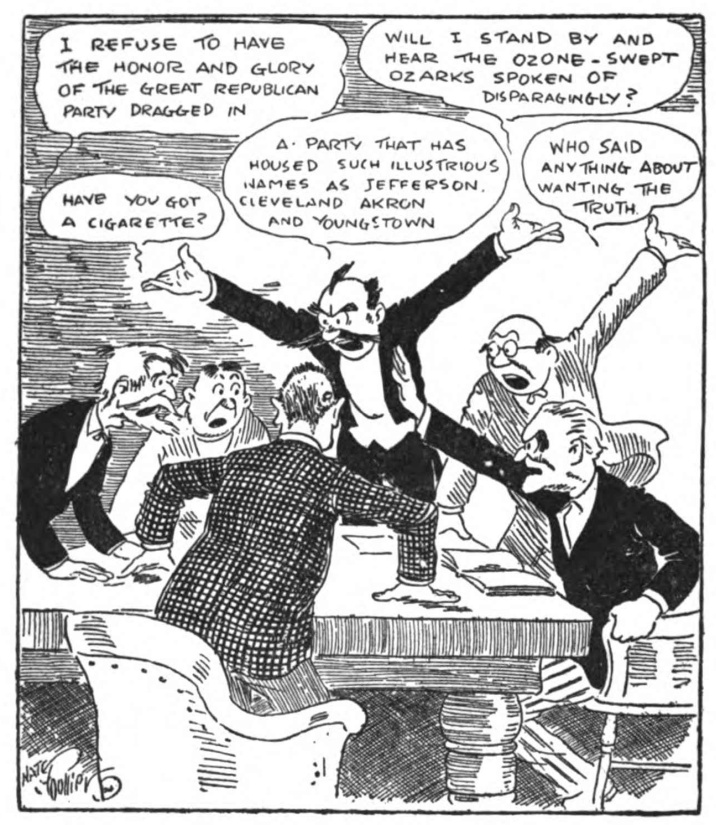 I REFUSE TO HAVE
THE HONOR AND GLORY
OF THE GREAT REPUBLICAN
PARTY DRAGGED IN
WILL I STAND BY AND
HEAR THE OZONE-SWEPT
OZARKS SPOKEN OF
DISPARAGINGLY?
HAVE YOU GOT
A CIGARETTE?
A. PARTY THAT HAS
HOUSED SUCH ILLUSTRIOUS
NAMES AS JEFFERSON.
CLEVELAND AKRON
AND YOUNGSTOWN
WHO SAID
ANYTHING ABOUT
WANTING THE
TRUTH.
NATE
Collier